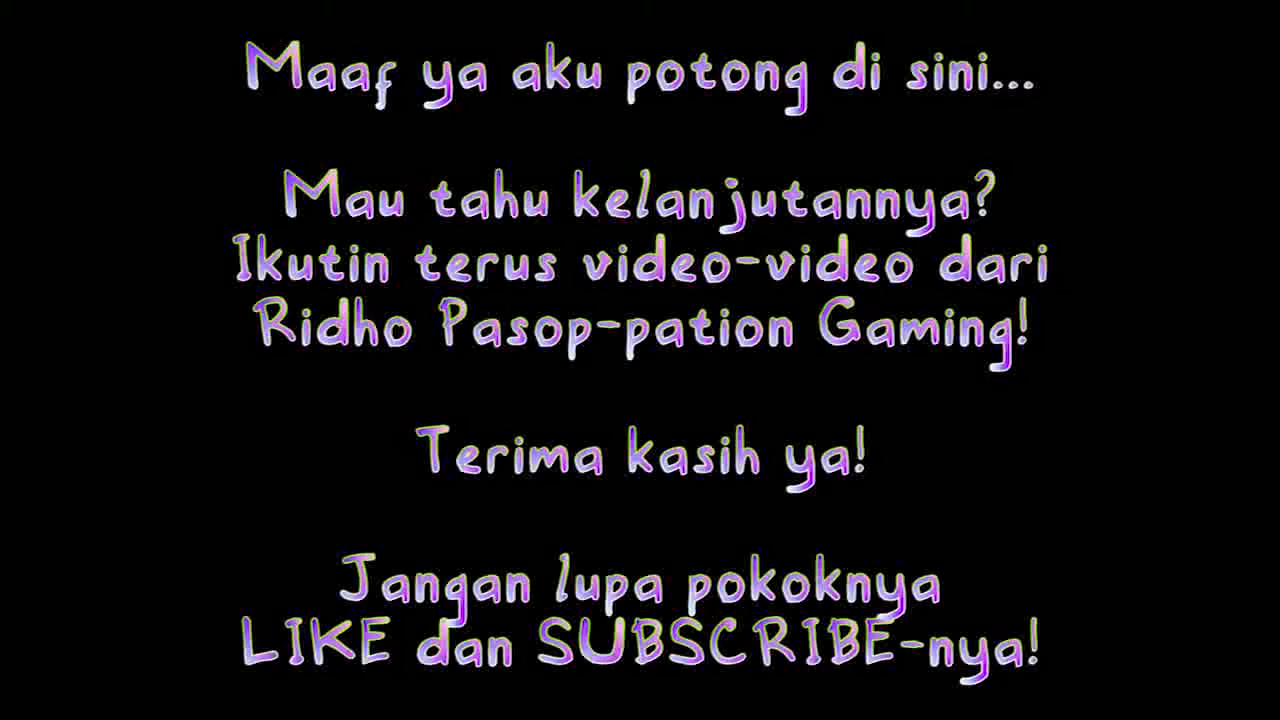 Maaf ya aku potong di sini...
Mau tahu kelanjutannya?
Ikutin terus video-video dari
Ridho Pasop-pation Gaming!
Terima kasih ya!
Jangan lupa pokoknya
LIKE dan SUBSCRIBE-nya!